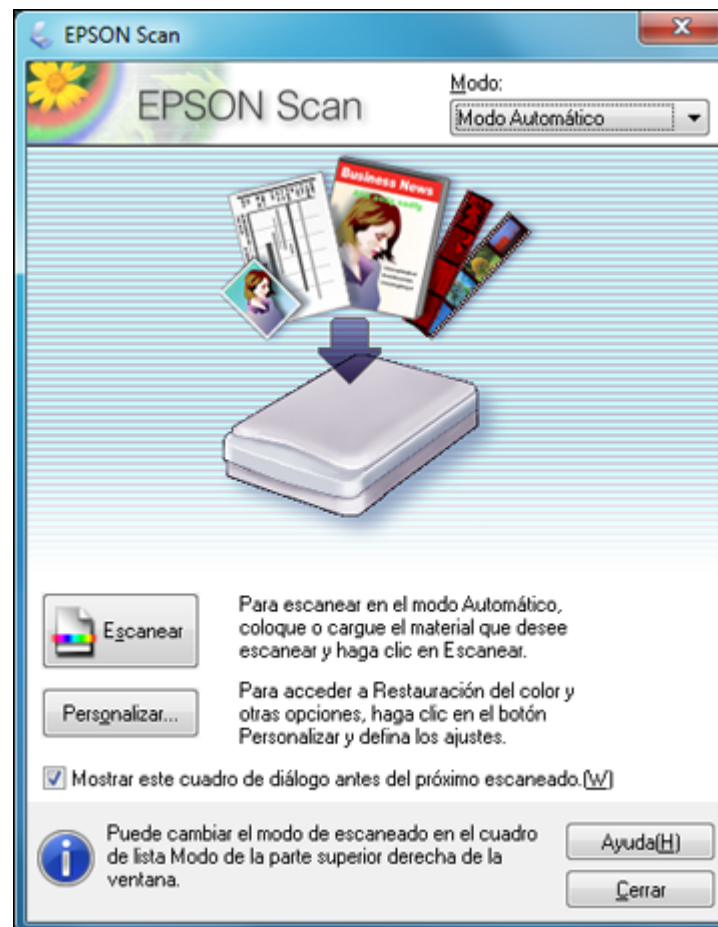 EPSON Scan
EPSON Scan
Modo:
Modo Automático
Business News
Escanear
Para escanear en el modo Automático,
coloque o cargue el material que desee
escanear y haga clic en Escanear.
Personalizar...
Para acceder a Restauración del color y
otras opciones, haga clic en el botón
Personalizar y defina los ajustes.
Mostrar este cuadro de diálogo antes del próximo escaneado.(W)
Puede cambiar el modo de escaneado en el cuadro
de lista Modo de la parte superior derecha de la
ventana.
Ayuda(H)
Cerrar